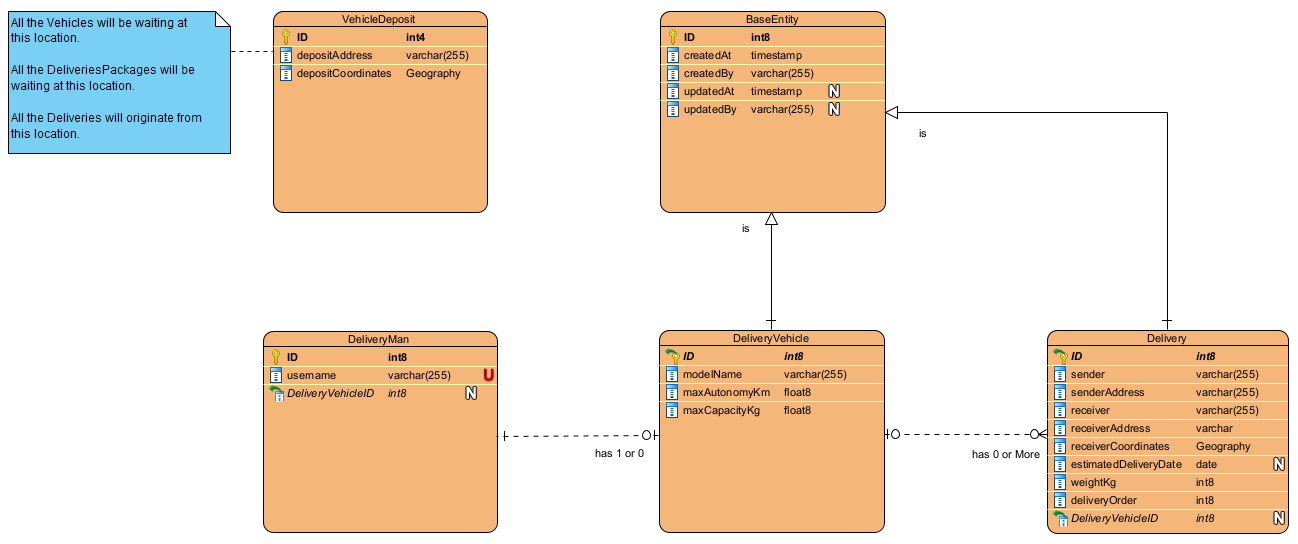 All the Vehicles will be waiting at
this location.
All the DeliveriesPackages will be
waiting at this location.
All the Deliveries will originate from
this location.
VehicleDeposit
ID int4
depositAddress varchar(255)
depositCoordinates Geography
BaseEntity
ID int8
createdAt timestamp
createdBy varchar(255)
updatedAt timestamp N
updatedBy varchar(255) N
is
is
DeliveryMan
ID int8
username varchar(255) U
DeliveryVehicleID int8 N
has 1 or 0
DeliveryVehicle
ID int8
modelName varchar(255)
maxAutonomyKm float8
maxCapacityKg float8
has 0 or More
Delivery
ID int8
sender varchar(255)
senderAddress varchar(255)
receiver varchar(255)
receiverAddress varchar
receiverCoordinates Geography
estimatedDeliveryDate date N
weightKg int8
deliveryOrder int8
DeliveryVehicleID int8 N